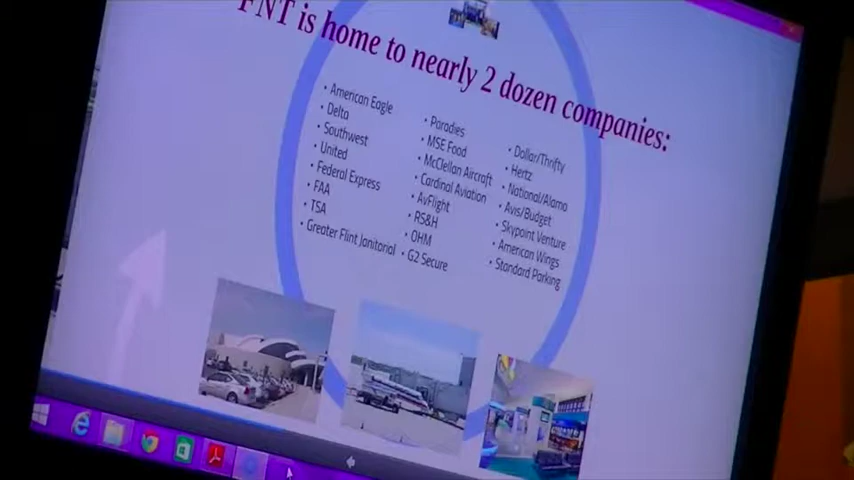 FNT is home to nearly 2 dozen companies:
• American Eagle
• Delta
• Southwest
• United
• Federal Express
• FAA
• TSA
• Greater Flint Janitorial
• Paradies
• MSE Food
• McClellan Aircraft
• Cardinal Aviation
• AvFlight
• RS&H
• OHM
• G2 Secure
• Dollar/Thrifty
• Hertz
• National/Alamo
• Avis/Budget
• Skypoint Venture
• American Wings
• Standard Parking